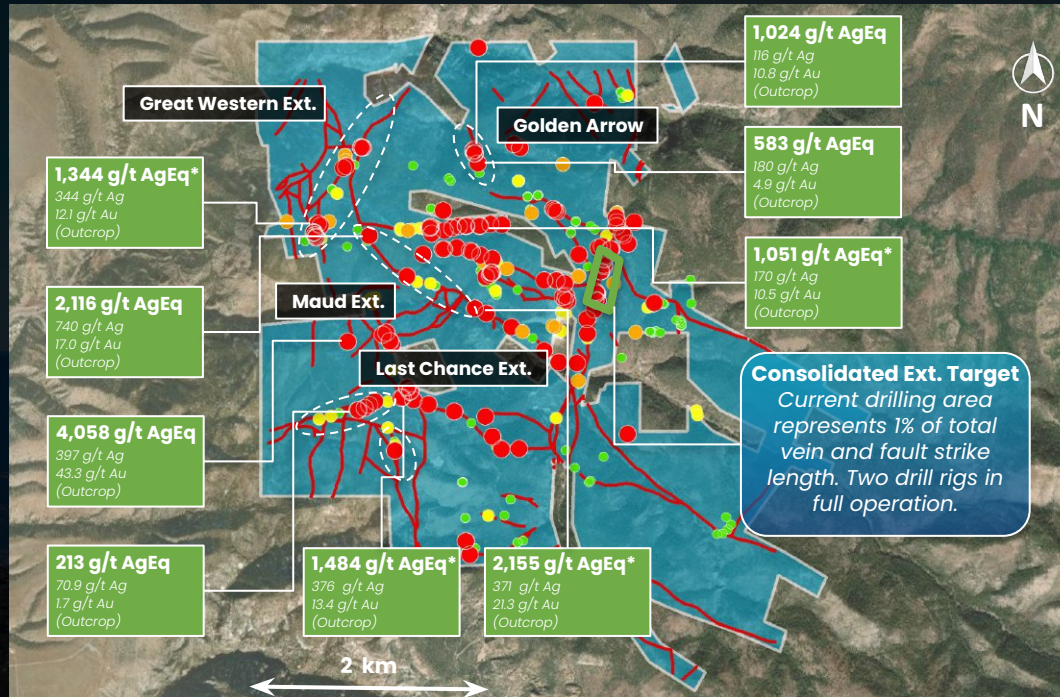 1,024 g/t AgEq
116 g/t Ag
10.8 g/t Au
(Outcrop)
N
Great Western Ext.
Golden Arrow
583 g/t AgEq
180 g/t Ag
4.9 g/t Au
(Outcrop)
1,344 g/t AgEq*
344 g/t Ag
12.1 g/t Au
(Outcrop)
1,051 g/t AgEq*
170 g/t Ag
10.5 g/t Au
(Outcrop)
2,116 g/t AgEq
740 g/t Ag
17.0 g/t Au
(Outcrop)
Maud Ext.
Last Chance Ext.
Consolidated Ext. Target
Current drilling area
represents 1% of total
vein and fault strike
length. Two drill rigs in
full operation.
4,058 g/t AgEq
397 g/t Ag
43.3 g/t Au
(Outcrop)
213 g/t AgEq
70.9 g/t Ag
1.7 g/t Au
(Outcrop)
1,484 g/t AgEq*
376 g/t Ag
13.4 g/t Au
(Outcrop)
2,155 g/t AgEq*
371 g/t Ag
21.3 g/t Au
(Outcrop)
2 km